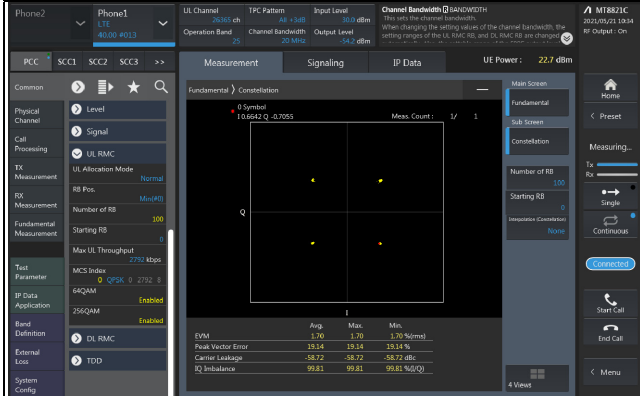 Phone2
Phone1
LTE
40.00 #013
UL Channel
26365 ch
TPC Pattern
All +3dB
Input Level
30.0 dBm
Operation Band
25
Channel Bandwidth
20 MHz
Output Level
-54.2 dBm
Channel Bandwidth BANDWIDTH
This sets the channel bandwidth.
When changing the setting values of the channel bandwidth, the
setting ranges of the UL RMC RB, and DL RMC RB are changed
MT8821C
2021/05/21 10:34
RF Output : On
PCC
SCC1
SCC2
SCC3
>>
Measurement
Signaling
IP Data
UE Power : 22.7 dBm
Common
Physical
Channel
Call
Processing
TX
Measurement
RX
Measurement
Fundamental
Measurement
Test
Parameter
IP Data
Application
Band
Definition
External
Loss
System
Config
Level
Signal
UL RMC
UL Allocation Mode
Normal
RB Pos.
Min(#0)
Number of RB
100
Starting RB
0
Max UL Throughput
2792 kbps
MCS Index
0 QPSK 0 2792 8
64QAM
Enabled
256QAM
Enabled
DL RMC
TDD
Fundamental ⟩ Constellation
0 Symbol
I 0.6642 Q -0.7055
Meas. Count : 1/ 1
Q
I
Avg. Max. Min.
EVM 1.70 1.70 1.70 %(rms)
Peak Vector Error 19.14 19.14 19.14 %
Carrier Leakage -58.72 -58.72 -58.72 dBc
IQ Imbalance 99.81 99.81 99.81 %(I/Q)
Main Screen
Fundamental
Sub Screen
Constellation
Number of RB
100
Starting RB
0
Interpolation (Constellation)
None
4 Views
Home
< Preset
Measuring...
Tx
Rx
Single
Continuous
Connected
Start Call
End Call
< Menu